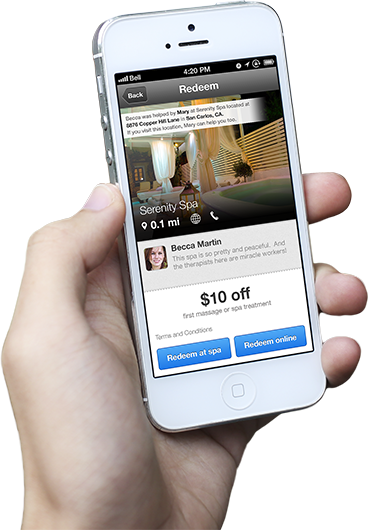 Bell 4:20 PM
Back Redeem
Becca was helped by Mary at Serenity Spa located at
5876 Copper Hill Lane in San Carlos, CA.
If you visit this location, Mary can help you too.
Serenity Spa
0.1 mi
Becca Martin
This spa is so pretty and peaceful. And
the therapists here are miracle workers!
$10 off
first massage or spa treatment
Terms and Conditions
Redeem at spa Redeem online